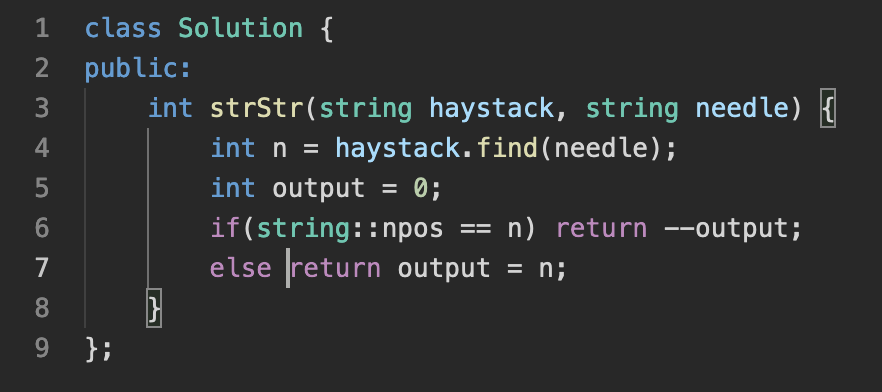 1 class Solution {
2 public:
3     int strStr(string haystack, string needle) {
4         int n = haystack.find(needle);
5         int output = 0;
6         if(string::npos == n) return --output;
7         else return output = n;
8     }
9 };